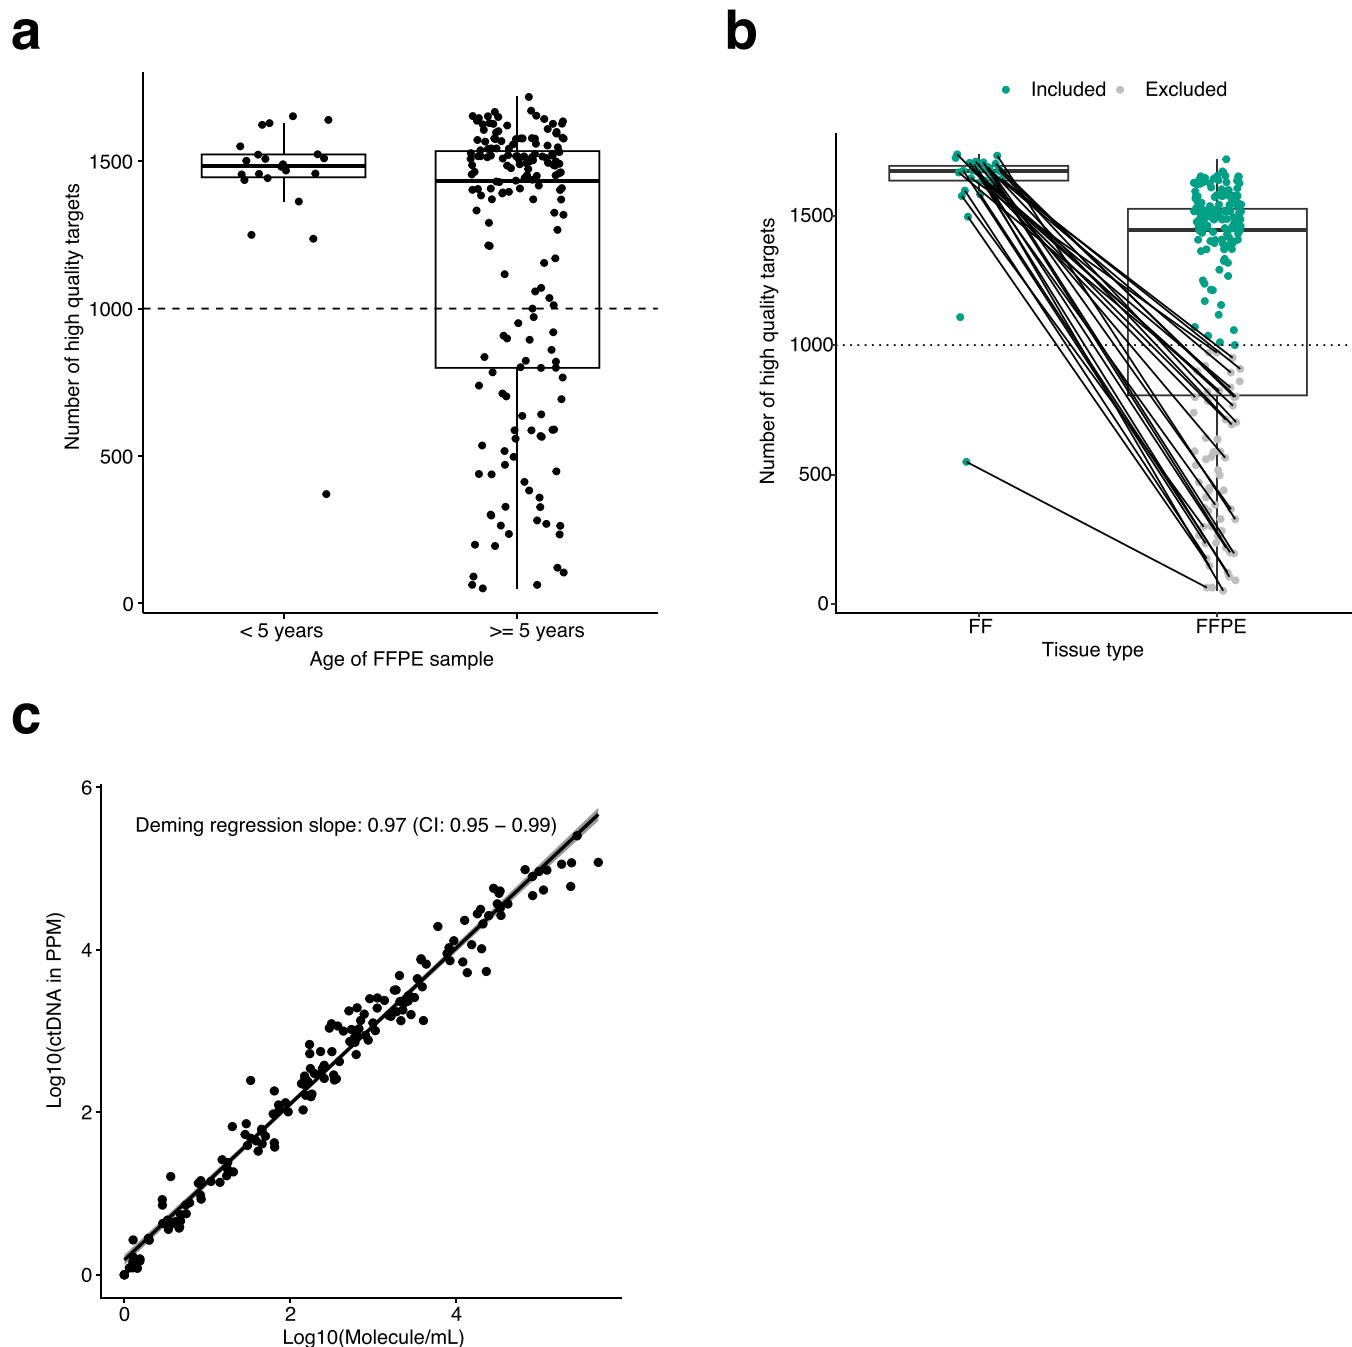 a
Number of high quality targets
1500
1000
500
0
< 5 years
>= 5 years
Age of FFPE sample
b
Included
Excluded
Number of high quality targets
1500
1000
500
0
FF
FFPE
Tissue type
c
Deming regression slope: 0.97 (CI: 0.95 − 0.99)
Log10(ctDNA in PPM)
6
4
2
0
0
2
4
Log10(Molecule/mL)